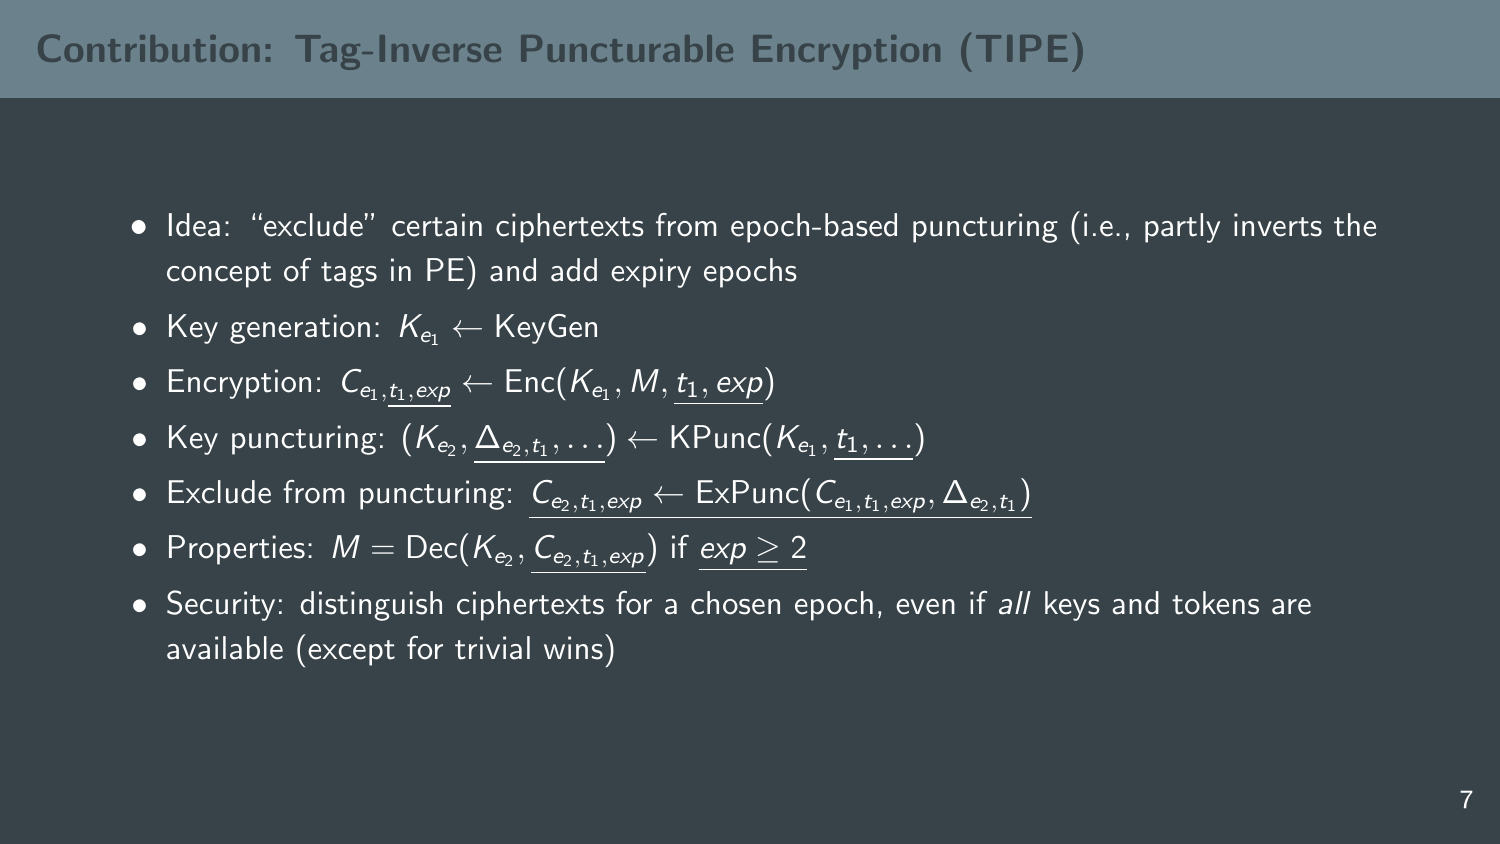 Contribution: Tag-Inverse Puncturable Encryption (TIPE)
• Idea: “exclude” certain ciphertexts from epoch-based puncturing (i.e., partly inverts the
concept of tags in PE) and add expiry epochs
• Key generation: K_{e_1} ← KeyGen
• Encryption: C_{e_1,t_1,exp} ← Enc(K_{e_1}, M, t_1, exp)
• Key puncturing: (K_{e_2}, Δ_{e_2,t_1}, . . .) ← KPunc(K_{e_1}, t_1, . . .)
• Exclude from puncturing: C_{e_2,t_1,exp} ← ExPunc(C_{e_1,t_1,exp}, Δ_{e_2,t_1})
• Properties: M = Dec(K_{e_2}, C_{e_2,t_1,exp}) if exp ≥ 2
• Security: distinguish ciphertexts for a chosen epoch, even if all keys and tokens are
available (except for trivial wins)
7